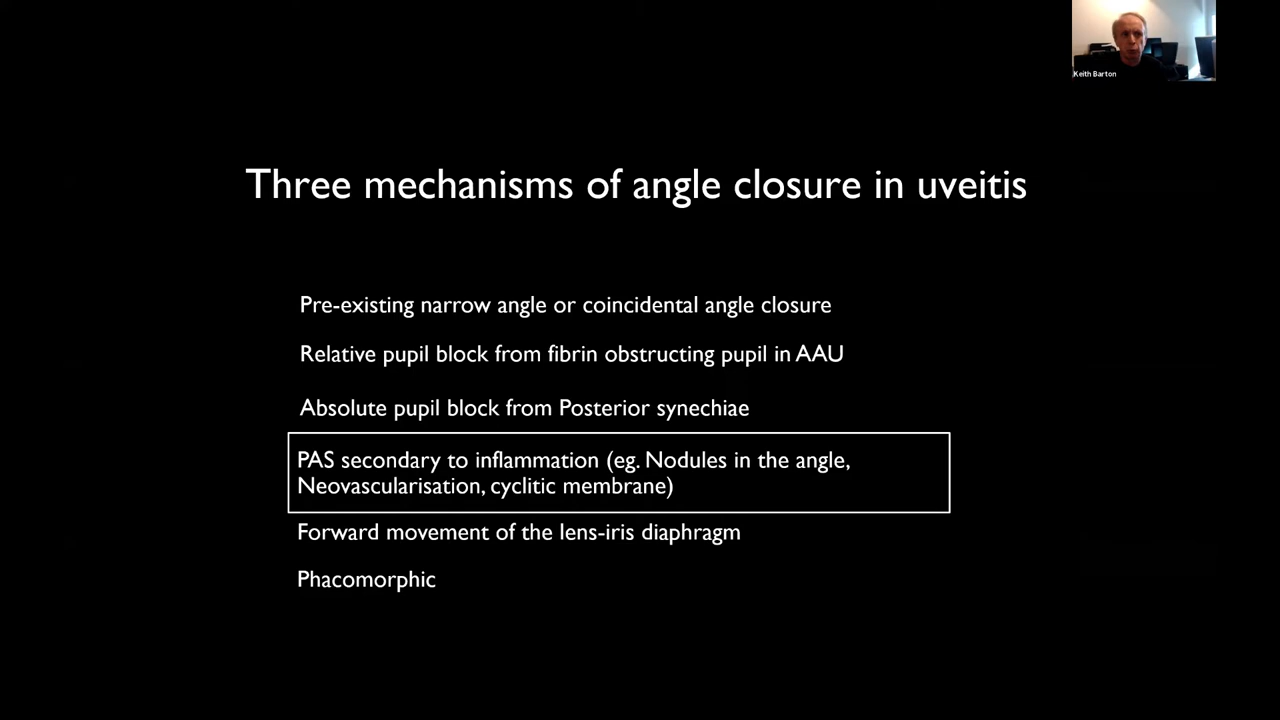 Keith Barton
Three mechanisms of angle closure in uveitis
Pre-existing narrow angle or coincidental angle closure
Relative pupil block from fibrin obstructing pupil in AAU
Absolute pupil block from Posterior synechiae
PAS secondary to inflammation (eg. Nodules in the angle,
Neovascularisation, cyclitic membrane)
Forward movement of the lens-iris diaphragm
Phacomorphic